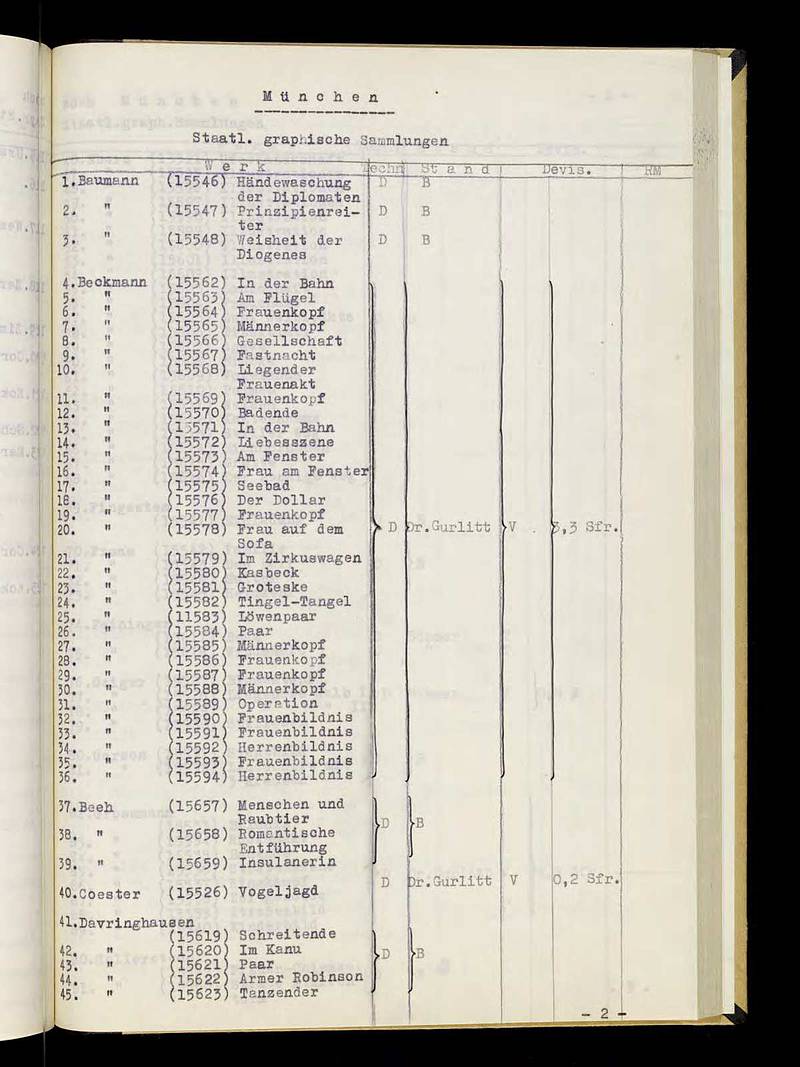 München
Staatl. graphische Sammlungen
Werk Techn Stand Devis. RM
1.Baumann (15546) Händewaschung D B
der Diplomaten
2. " (15547) Prinzipienrei- D B
ter
3. " (15548) Weisheit der D B
Diogenes
4.Beckmann (15562) In der Bahn
5. " (15563) Am Flügel
6. " (15564) Frauenkopf
7. " (15565) Männerkopf
8. " (15566) Gesellschaft
9. " (15567) Fastnacht
10. " (15568) Liegender
Frauenakt
11. " (15569) Frauenkopf
12. " (15570) Badende
13. " (15571) In der Bahn
14. " (15572) Liebesszene
15. " (15573) Am Fenster
16. " (15574) Frau am Fenster
17. " (15575) Seebad
18. " (15576) Der Dollar
19. " (15577) Frauenkopf
20. " (15578) Frau auf dem D Dr.Gurlitt V 3,3 Sfr.
Sofa
21. " (15579) Im Zirkuswagen
22. " (15580) Kasbeck
23. " (15581) Groteske
24. " (15582) Tingel-Tangel
25. " (11583) Löwenpaar
26. " (15584) Paar
27. " (15585) Männerkopf
28. " (15586) Frauenkopf
29. " (15587) Frauenkopf
30. " (15588) Männerkopf
31. " (15589) Operation
32. " (15590) Frauenbildnis
33. " (15591) Frauenbildnis
34. " (15592) Herrenbildnis
35. " (15593) Frauenbildnis
36. " (15594) Herrenbildnis
37.Beeh (15657) Menschen und
Raubtier D B
38. " (15658) Romantische
Entführung
39. " (15659) Insulanerin
D Dr.Gurlitt V 0,2 Sfr.
40.Coester (15526) Vogeljagd
41.Davringhausen
(15619) Schreitende
42. " (15620) Im Kanu D B
43. " (15621) Paar
44. " (15622) Armer Robinson
45. " (15623) Tanzender
- 2 -